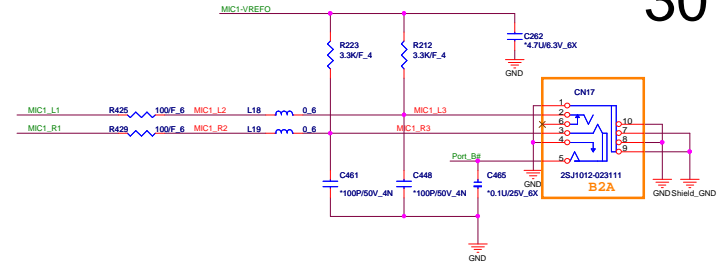 30
MIC1-VREFO
R223
3.3K/F_4
R212
3.3K/F_4
C262
*4.7U/6.3V_6X
GND
CN17
MIC1_L1
R425
100/F_6
MIC1_L2
L18
0_6
MIC1_L3
MIC1_R1
R429
100/F_6
MIC1_R2
L19
0_6
MIC1_R3
1
2
6
3
4
5
10
7
8
9
Port_B#
C461
*100P/50V_4N
C448
*100P/50V_4N
C465
*0.1U/25V_6X
GND
2SJ1012-023111
B2A
GND
Shield_GND
GND